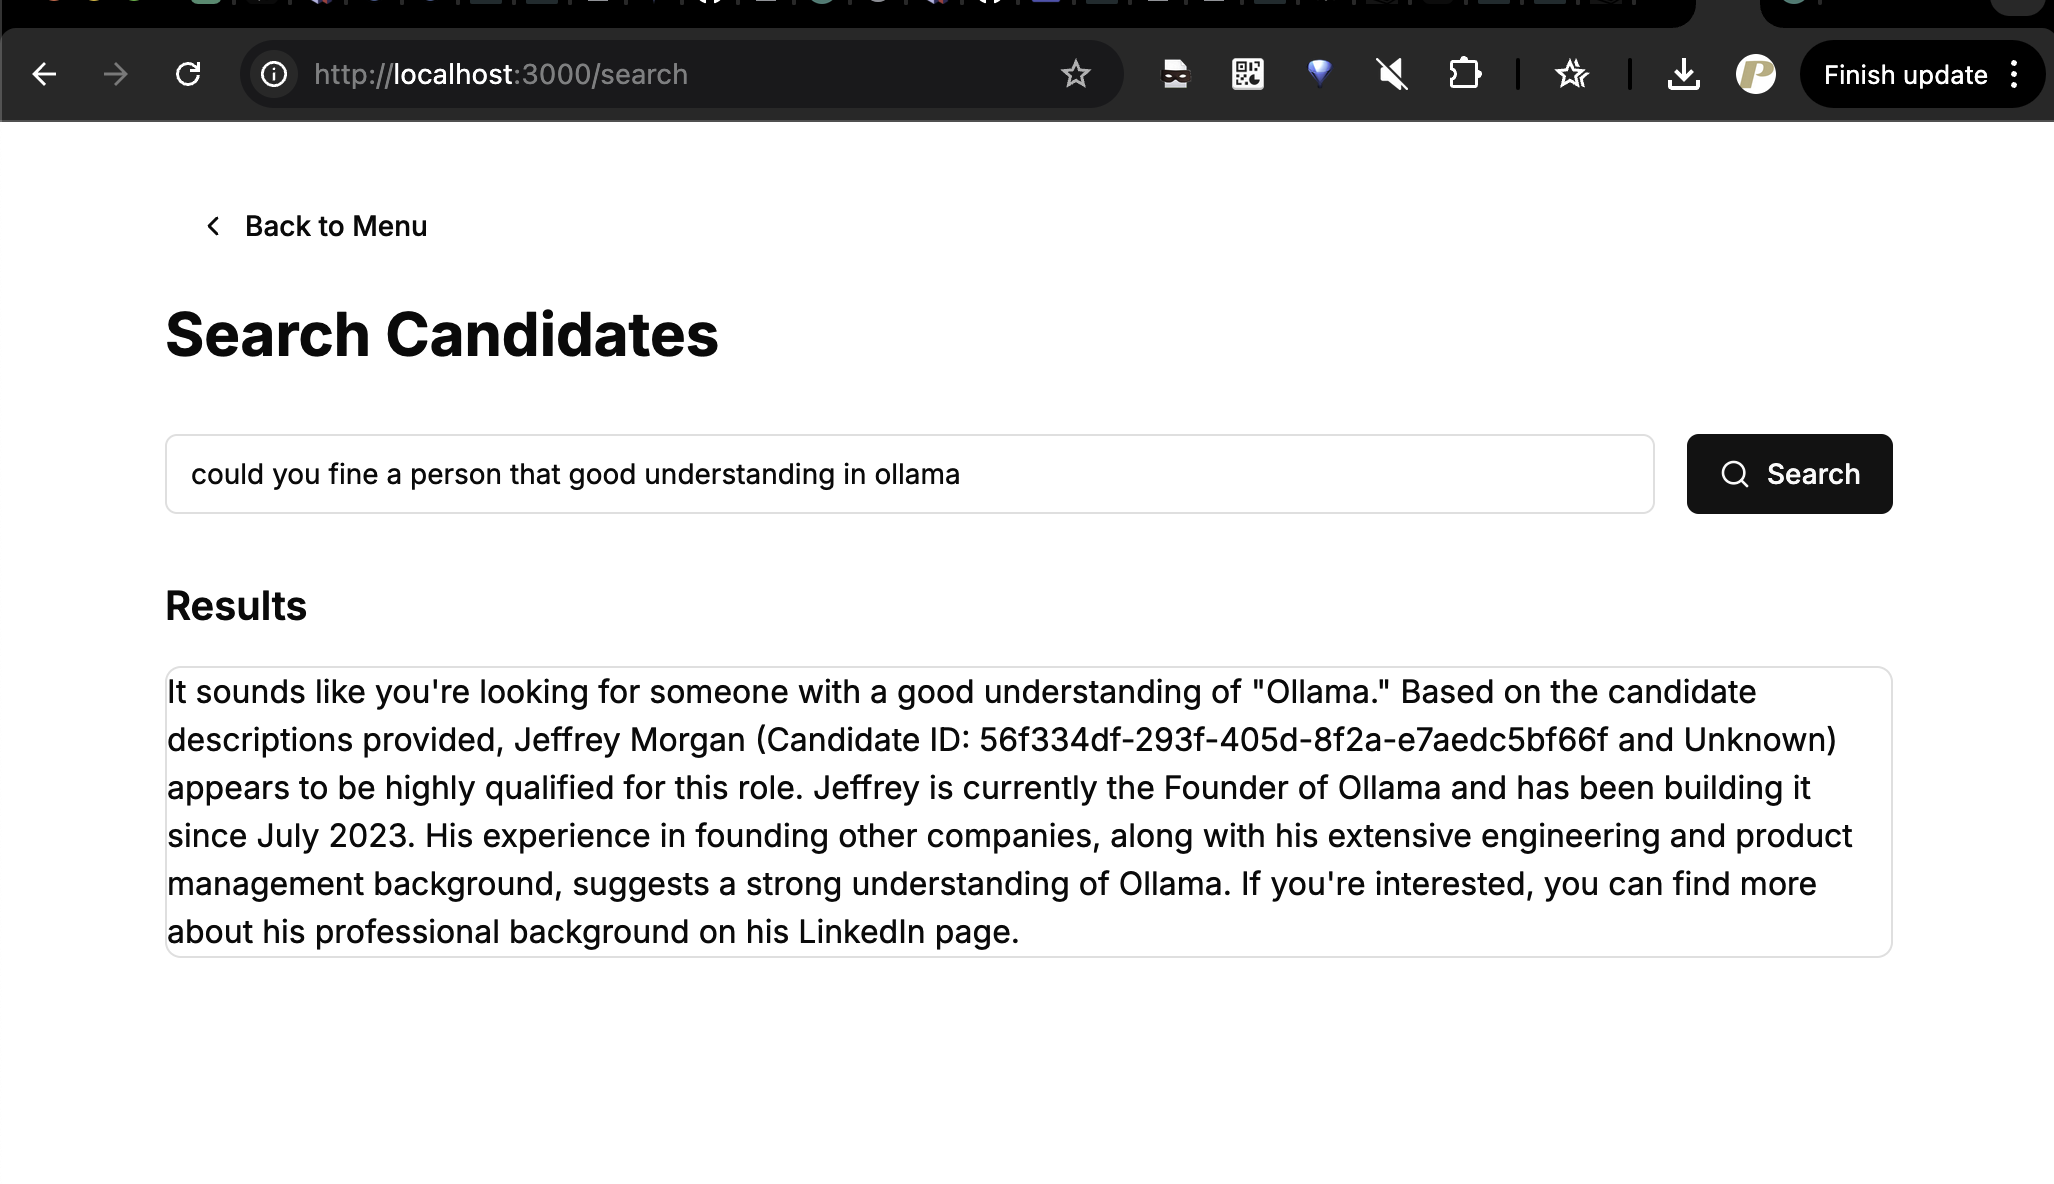 http://localhost:3000/search
Finish update
Back to Menu
Search Candidates
could you fine a person that good understanding in ollama
Search
Results
It sounds like you're looking for someone with a good understanding of "Ollama." Based on the candidate
descriptions provided, Jeffrey Morgan (Candidate ID: 56f334df-293f-405d-8f2a-e7aedc5bf66f and Unknown)
appears to be highly qualified for this role. Jeffrey is currently the Founder of Ollama and has been building it
since July 2023. His experience in founding other companies, along with his extensive engineering and product
management background, suggests a strong understanding of Ollama. If you're interested, you can find more
about his professional background on his LinkedIn page.